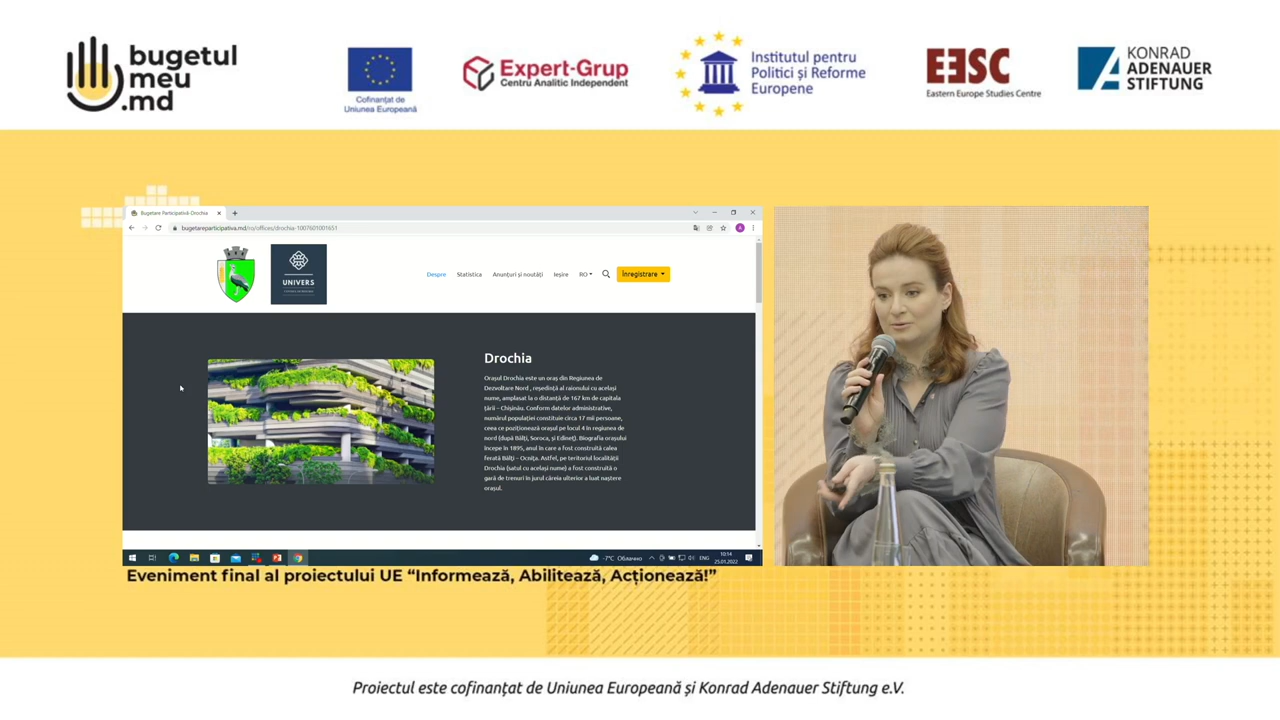 bugetul
meu
.md
Cofinanțat de
Uniunea Europeană
Expert-Grup
Centru Analitic Independent
Institutul pentru
Politici și Reforme
Europene
EESC
Eastern Europe Studies Centre
KONRAD
ADENAUER
STIFTUNG
Bugetare Participativă-Drochia
bugetareparticipativa.md/ro/offices/drochia-1007601001651
UNIVERS
Despre
Statistica
Anunțuri și noutăți
Ieșire
RO
Înregistrare
Drochia
Orașul Drochia este un oraș din Regiunea de
Dezvoltare Nord , reședință al raionului cu același
nume, amplasat la o distanță de 167 km de capitala
țării – Chișinău. Conform datelor administrative,
numărul populației constituie circa 17 mii persoane,
ceea ce poziționează orașul pe locul 4 în regiunea de
nord (după Bălți, Soroca, și Edineț). Biografia orașului
începe în 1895, anul în care a fost construită calea
ferată Bălți – Ocnița. Astfel, pe teritoriul localității
Drochia (satul cu același nume) a fost construită o
gară de trenuri în jurul căreia ulterior a luat naștere
orașul.
-7°C Облачно
ENG
10:14
25.01.2022
Eveniment final al proiectului UE “Informează, Abilitează, Acționează!”
Proiectul este cofinanțat de Uniunea Europeană și Konrad Adenauer Stiftung e.V.